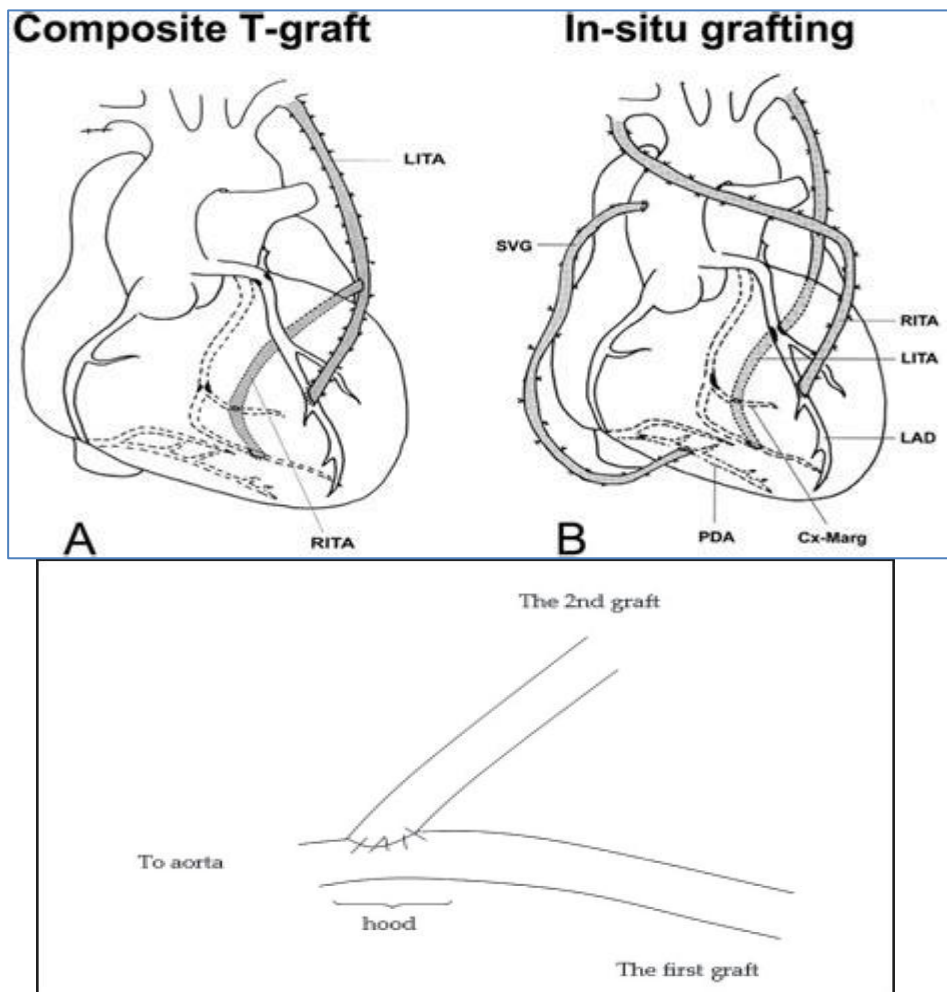 Composite T-graft
In-situ grafting
LITA
SVG
RITA
LITA
LAD
A
RITA
B
PDA
Cx-Marg
The 2nd graft
To aorta
hood
The first graft